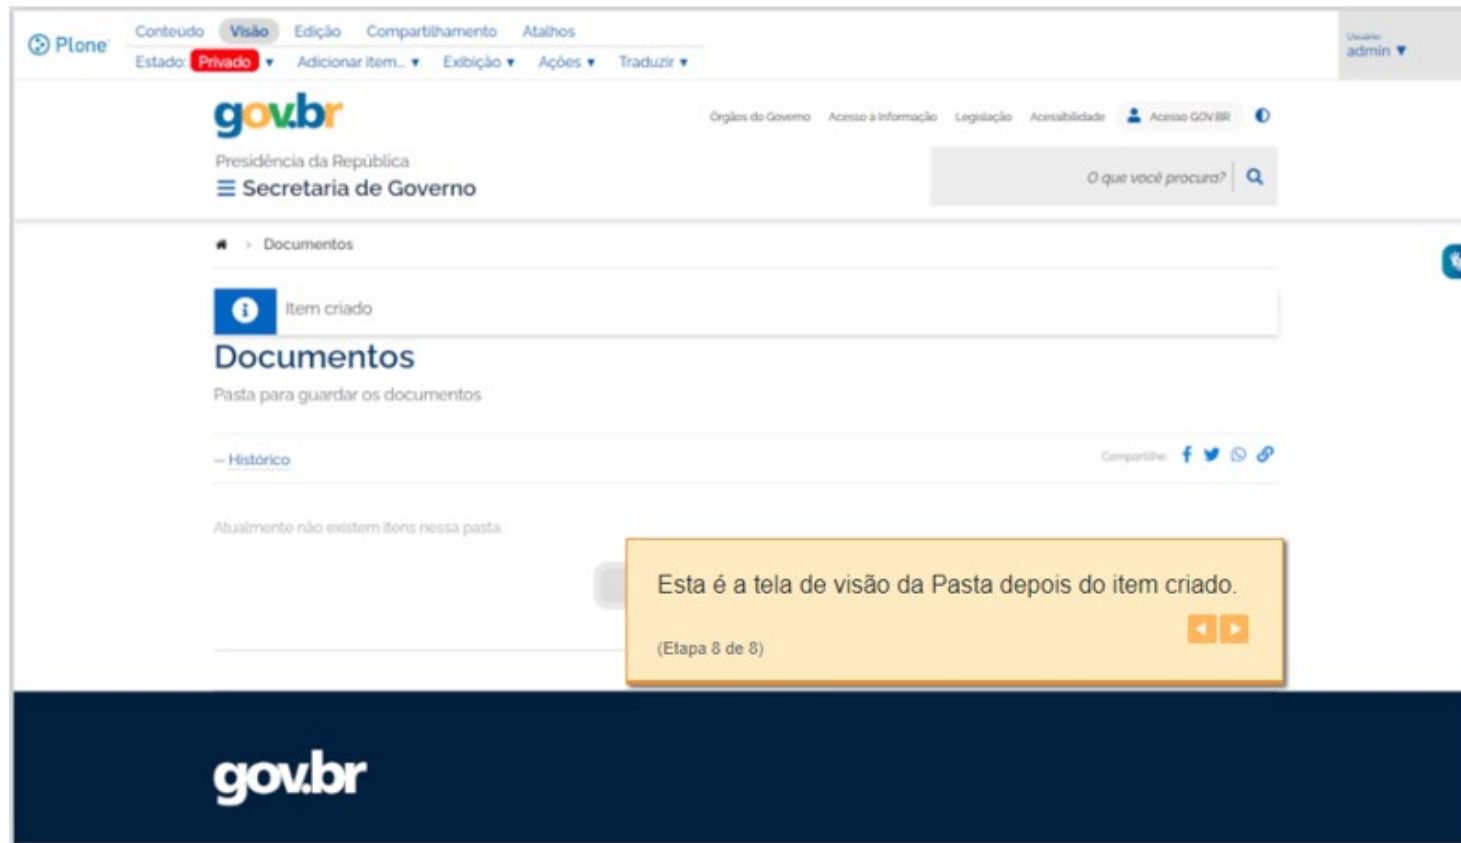 Plone
Conteúdo Visão Edição Compartilhamento Atalhos
Estado: Privado ▾ Adicionar item… ▾ Exibição ▾ Ações ▾ Traduzir ▾
Usuário:
admin ▼
gov.br
Órgãos do Governo Acesso à Informação Legislação Acessibilidade Acesso GOV.BR
Presidência da República
Secretaria de Governo
O que você procura?
> Documentos
Item criado
Documentos
Pasta para guardar os documentos
— Histórico
Compartilhe:
Atualmente não existem itens nessa pasta.
Esta é a tela de visão da Pasta depois do item criado.
(Etapa 8 de 8)
gov.br